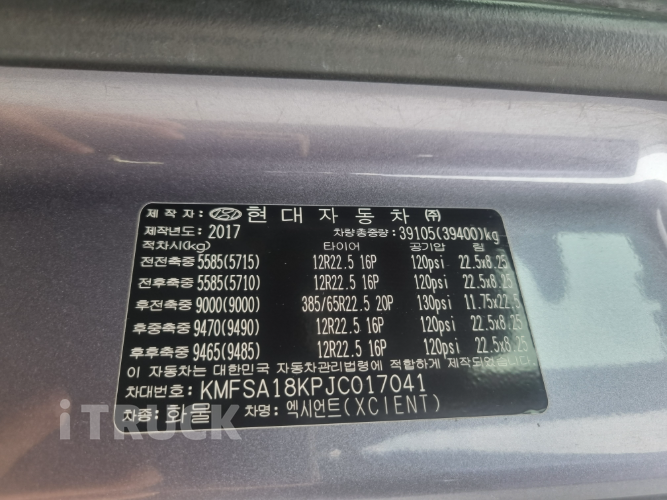 제 작 자: 현 대 자 동 차 ㈜
제작년도: 2017 차량총중량: 39105(39400)kg
적차시(kg) 타이어 공기압 림
전전축중 5585(5715) 12R22.5 16P 120psi 22.5x8.25
전후축중 5585(5710) 12R22.5 16P 120psi 22.5x8.25
후전축중 9000(9000) 385/65R22.5 20P 130psi 11.75x22.5
후중축중 9470(9490) 12R22.5 16P 120psi 22.5x8.25
후후축중 9465(9485) 12R22.5 16P 120psi 22.5x8.25
이 자동차는 대한민국 자동차관리법령에 적합하게 제작되었습니다.
차대번호: KMFSA18KPJC017041
차종: 화물 차명: 엑시언트(XCIENT)
iTRUCK